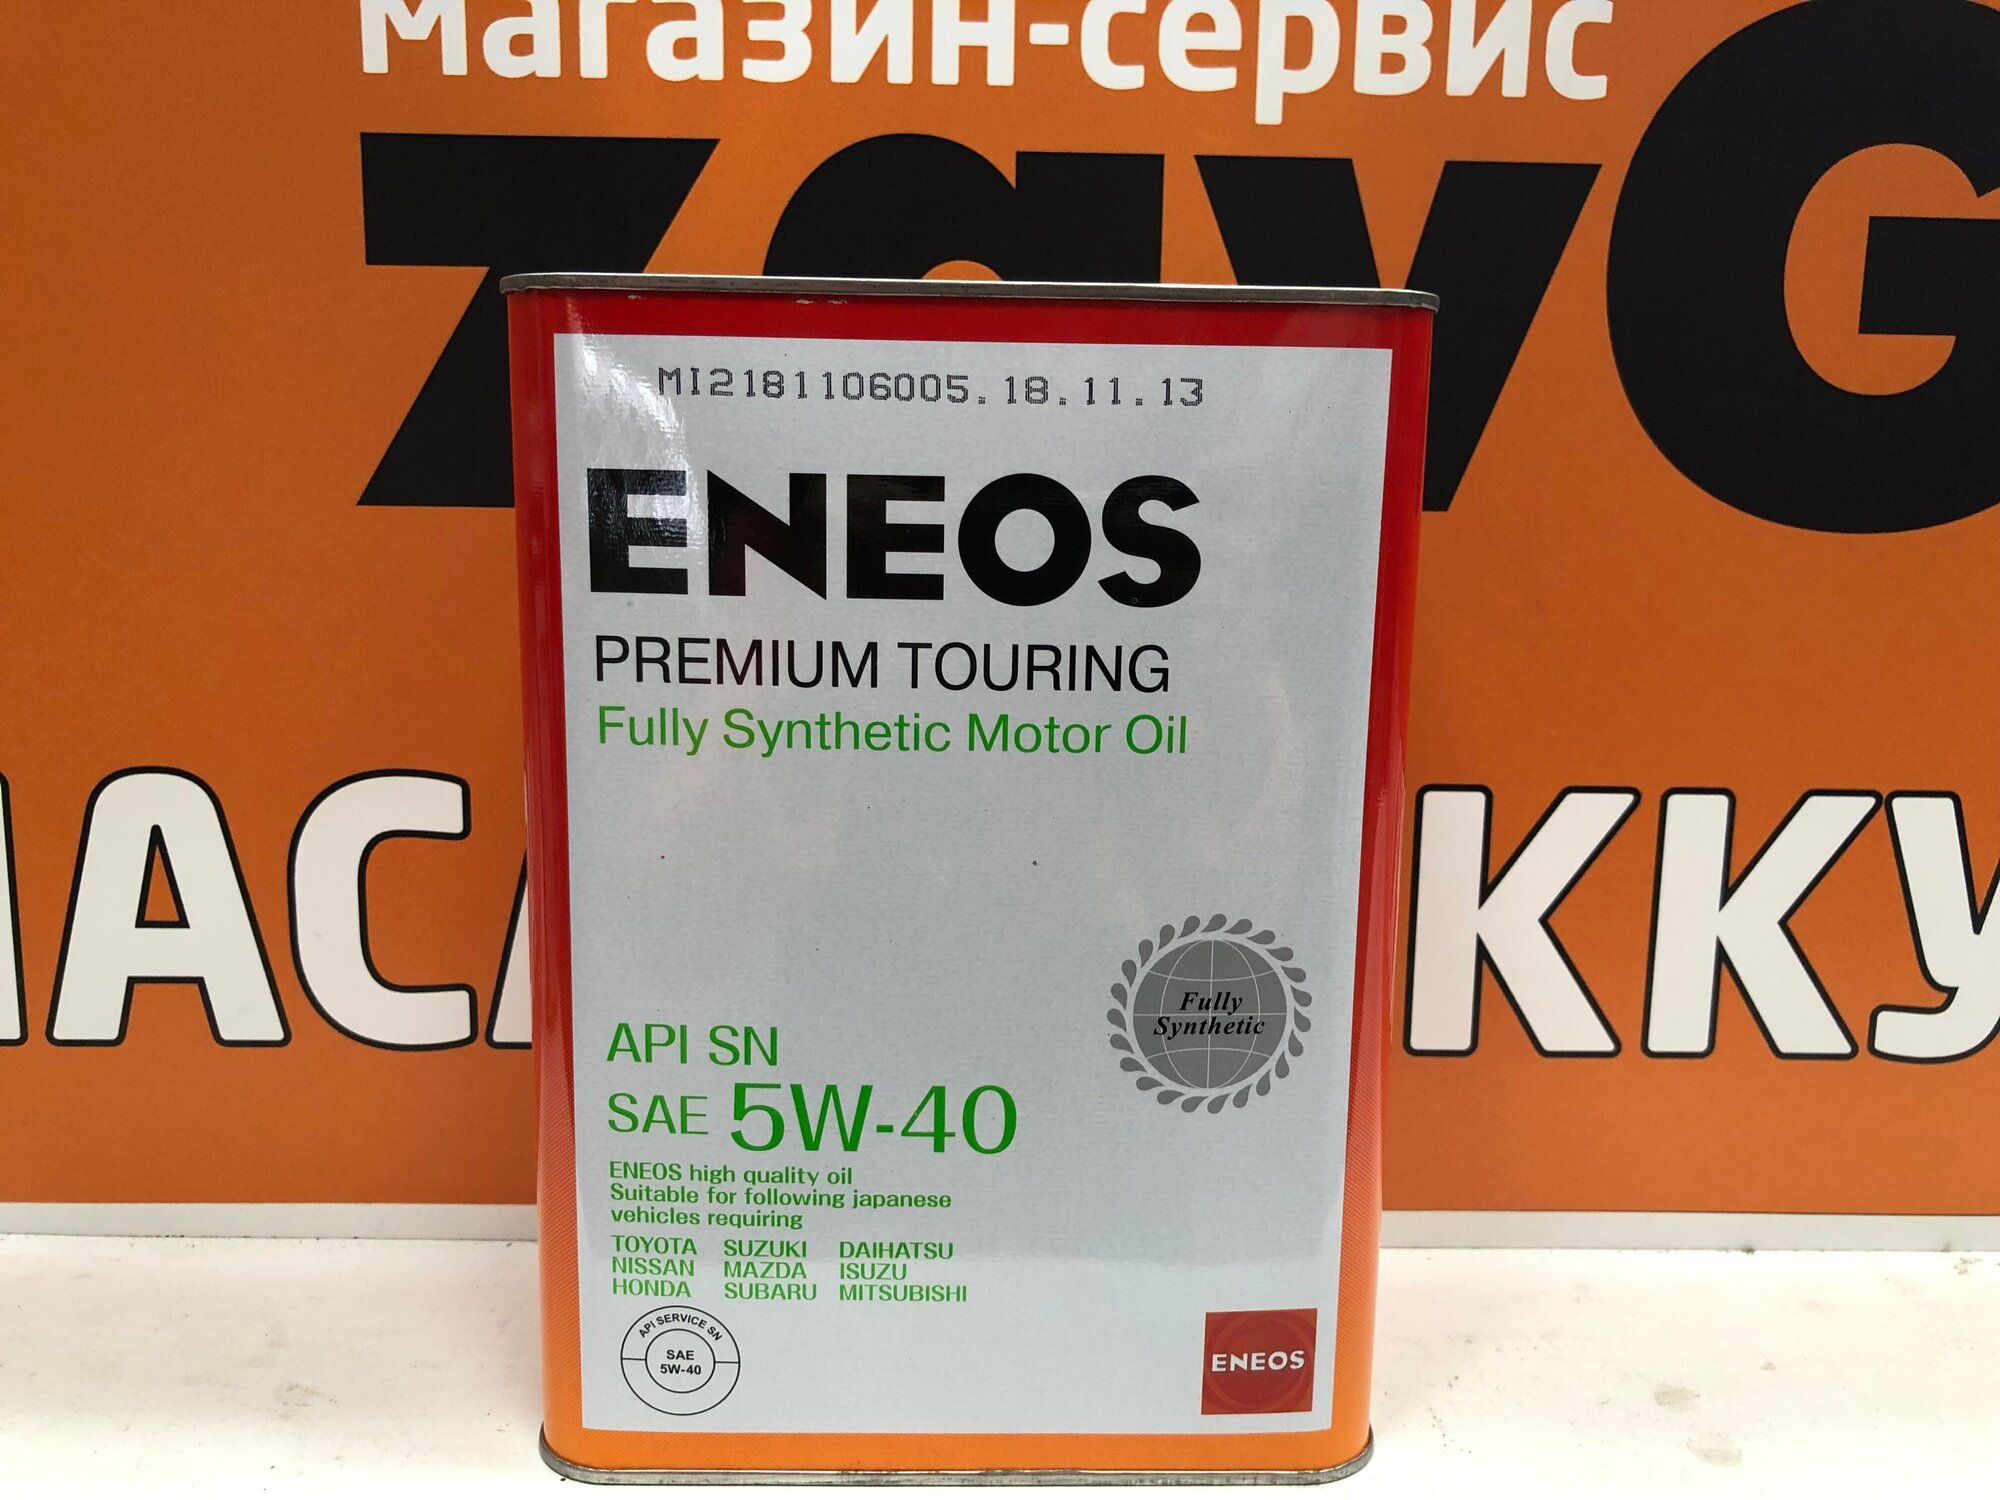 магазин-сервис
MI2181106005.18.11.13
ENEOS
PREMIUM TOURING
Fully Synthetic Motor Oil
Fully
Synthetic
API SN
SAE 5W-40
ENEOS high quality oil
Suitable for following japanese
vehicles requiring
TOYOTA SUZUKI DAIHATSU
NISSAN MAZDA ISUZU
HONDA SUBARU MITSUBISHI
API SERVICE SN
SAE
5W-40
ENEOS